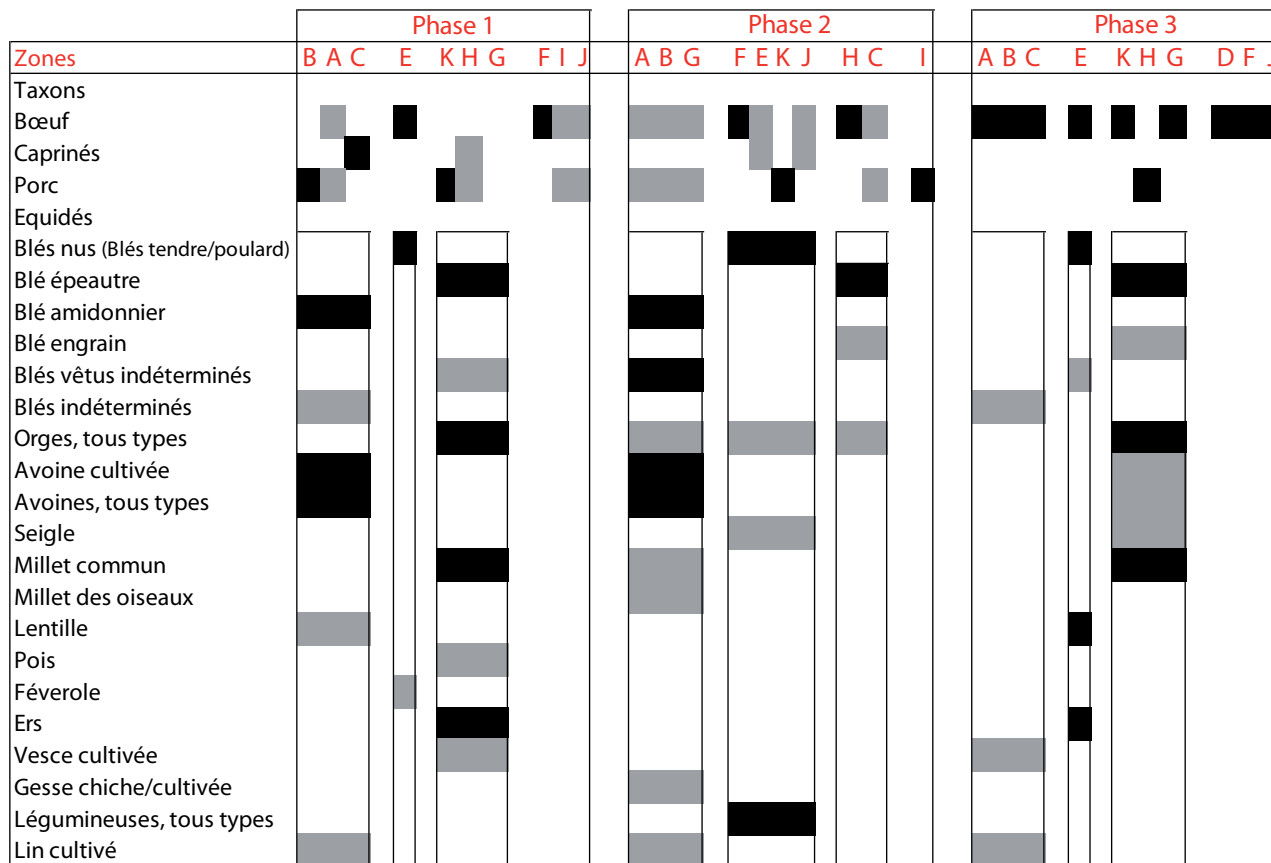 Phase 1 Phase 2 Phase 3
Zones B A C E K H G F I J A B G F E K J H C I A B C E K H G D F J
Taxons
Bœuf
Caprinés
Porc
Equidés
Blés nus (Blés tendre/poulard)
Blé épeautre
Blé amidonnier
Blé engrain
Blés vêtus indéterminés
Blés indéterminés
Orges, tous types
Avoine cultivée
Avoines, tous types
Seigle
Millet commun
Millet des oiseaux
Lentille
Pois
Féverole
Ers
Vesce cultivée
Gesse chiche/cultivée
Légumineuses, tous types
Lin cultivé